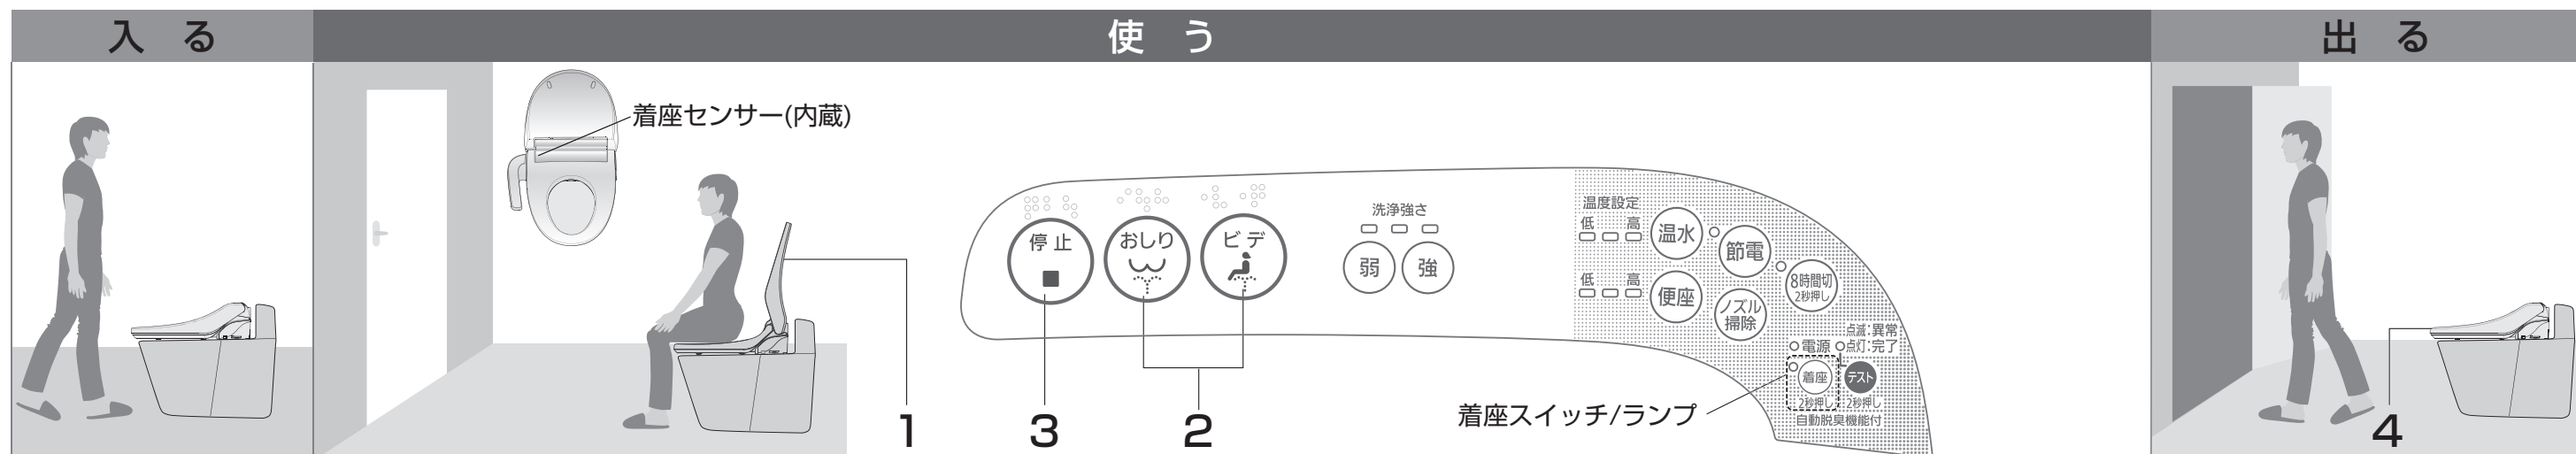 入る
使う
出る
着座センサー(内蔵)
停止
おしり
ビデ
洗浄強さ
弱
強
温度設定
低 高
温水
節電
8時間切
2秒押し
低 高
便座
ノズル
掃除
点滅:異常
電源 点灯:完了
着座
テスト
2秒押し
2秒押し
自動脱臭機能付
着座スイッチ/ランプ
1
3
2
4